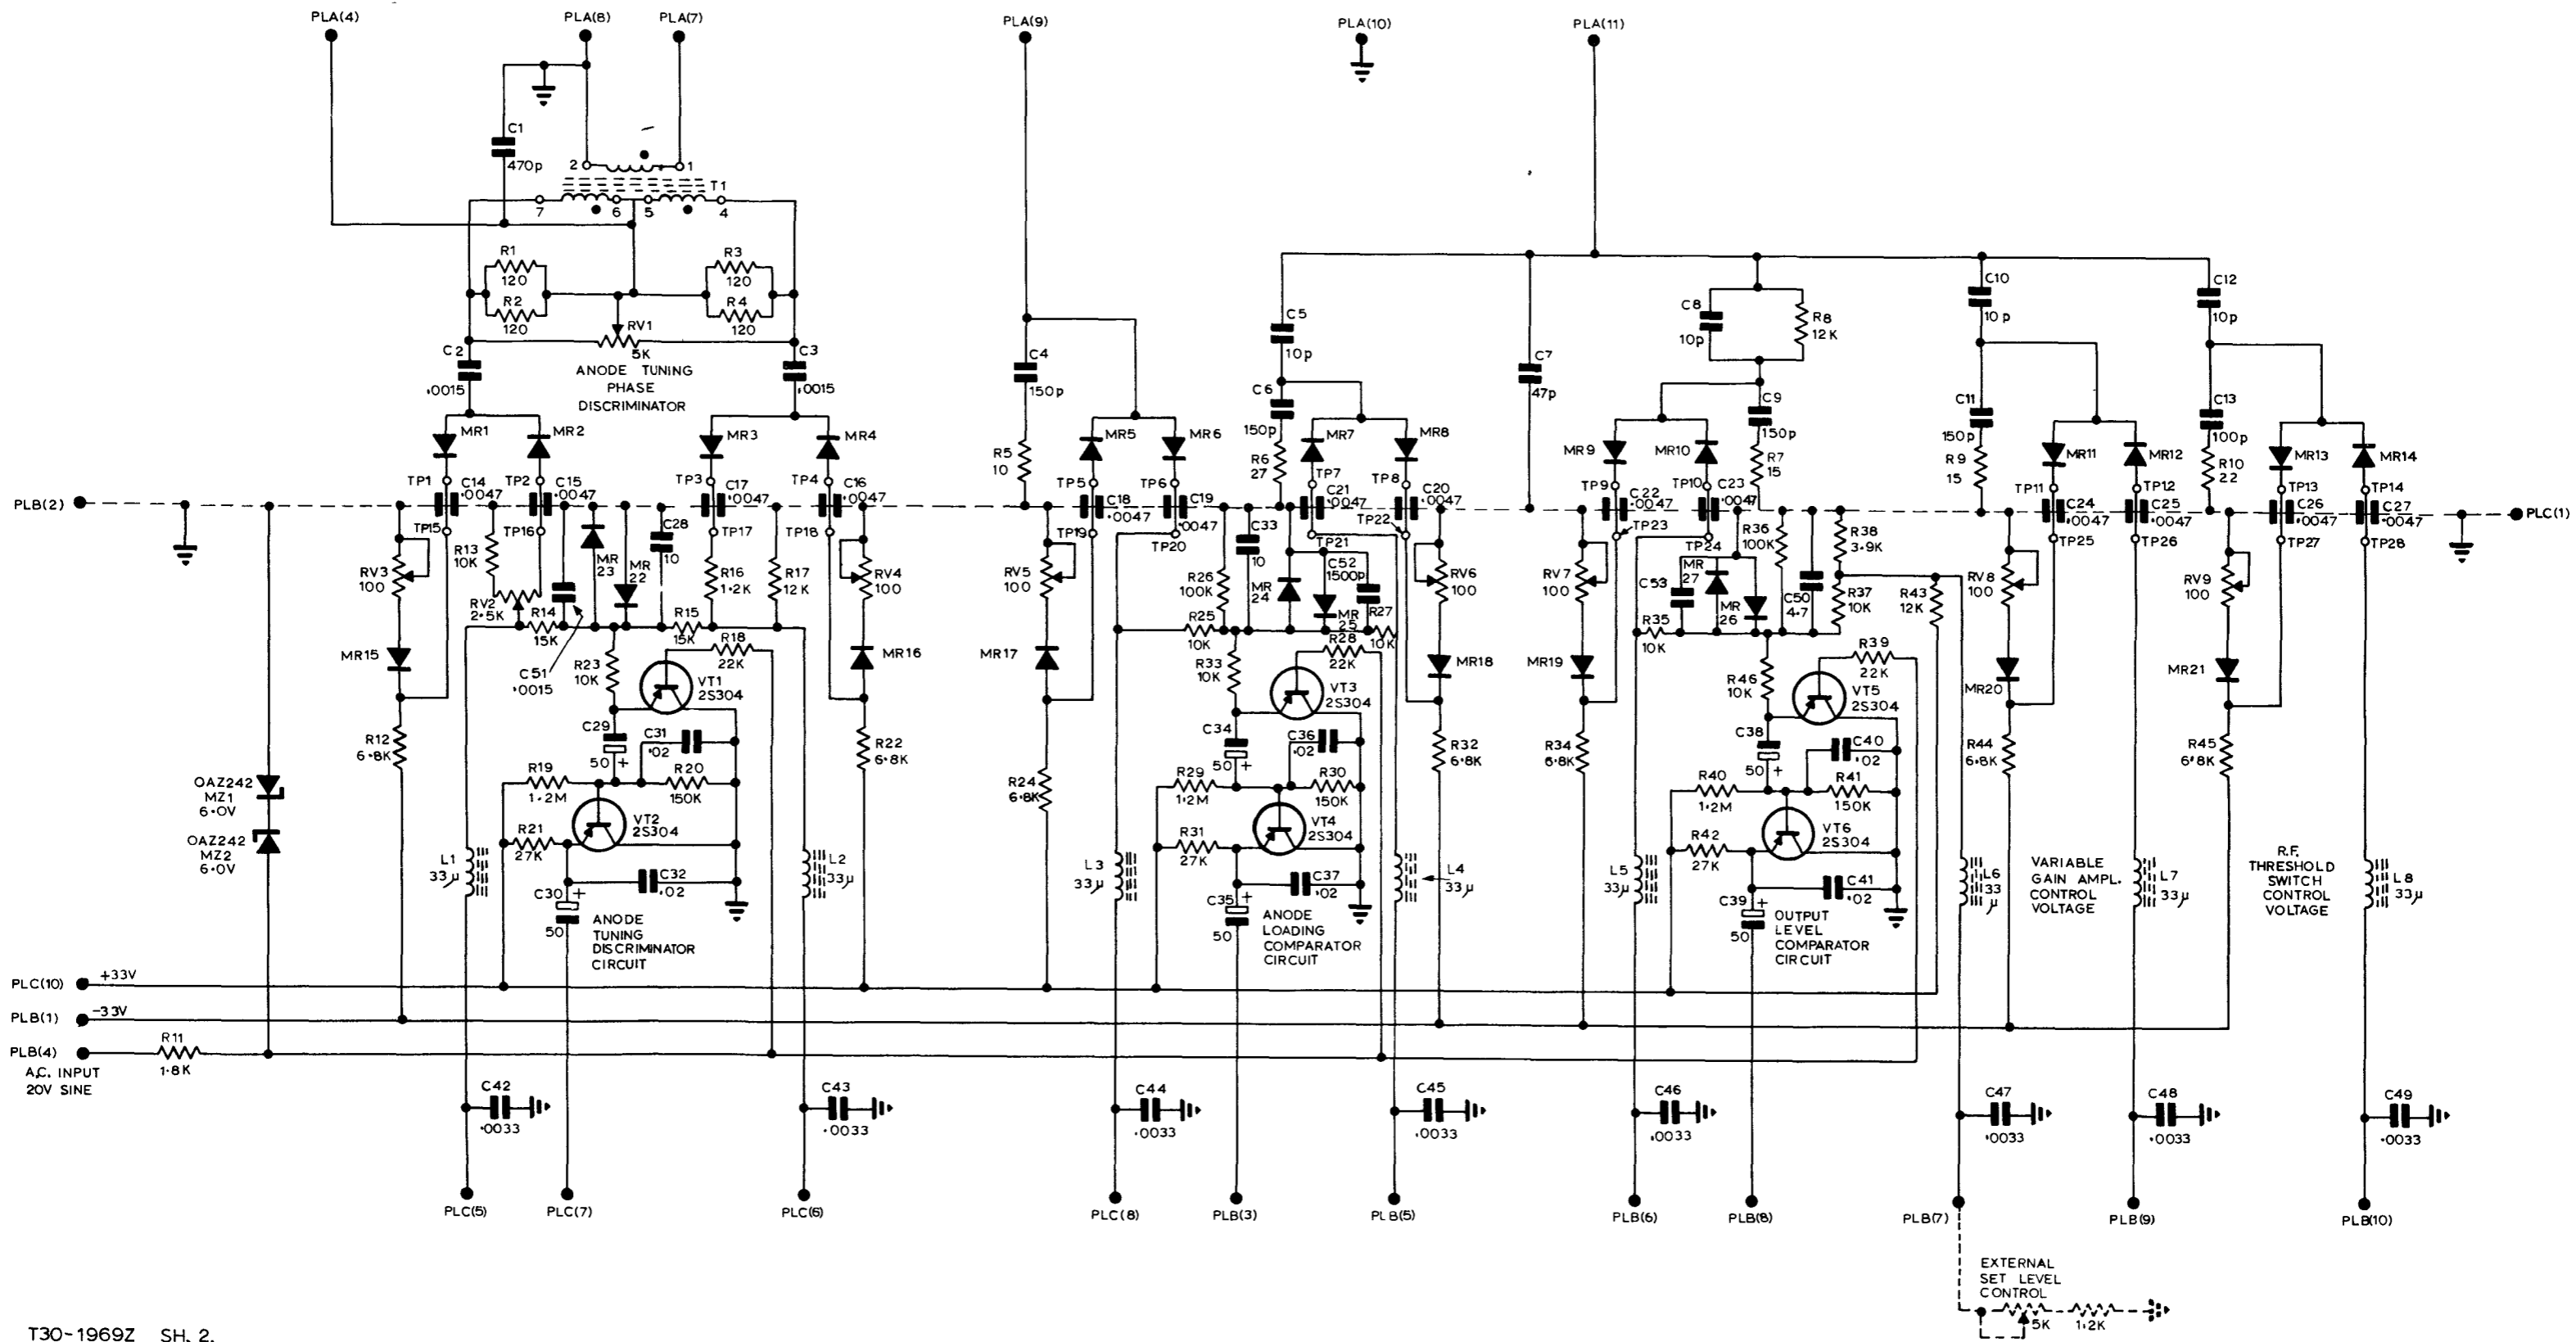 PLA(4)
PLA(8)
PLA(7)
PLA(9)
PLA(10)
PLA(11)
C1
470p
2
1
T1
7
6
5
4
R1
120
R2
120
R3
120
R4
120
RV1
5K
C2
.0015
C3
.0015
ANODE TUNING
PHASE
DISCRIMINATOR
C4
150p
R5
10
C5
10p
C6
150p
R6
27
C7
47p
C8
10p
R8
12K
C9
150p
R7
15
C10
10p
C11
150p
R9
15
C12
10p
C13
100p
R10
22
MR1
MR2
MR3
MR4
MR5
MR6
MR7
MR8
MR9
MR10
MR11
MR12
MR13
MR14
PLB(2)
TP1
C14
.0047
TP2
C15
.0047
TP3
C17
.0047
TP4
C16
.0047
TP5
C18
.0047
TP6
C19
.0047
TP7
C21
.0047
TP8
C20
.0047
TP9
C22
.0047
TP10
C23
.0047
TP11
C24
.0047
TP12
C25
.0047
TP13
C26
.0047
TP14
C27
.0047
PLC(1)
TP15
TP16
TP17
TP18
TP19
TP20
TP21
TP22
TP23
TP24
TP25
TP26
TP27
TP28
RV3
100
R13
10K
RV2
2.5K
R14
15K
MR
23
MR
22
C28
10
R15
15K
R16
1.2K
R17
12K
RV4
100
C51
.0015
R23
10K
R18
22K
VT1
2S304
MR15
MR16
R12
6.8K
R22
6.8K
C29
50
+
C31
.02
R19
1.2M
R20
150K
VT2
2S304
R21
27K
C30
+
50
C32
.02
ANODE
TUNING
DISCRIMINATOR
CIRCUIT
OAZ242
MZ1
6.0V
OAZ242
MZ2
6.0V
L1
33µ
L2
33µ
RV5
100
MR17
R24
6.8K
R26
100K
C33
10
R25
10K
MR
24
MR
25
C52
1500p
R27
10K
R28
22K
R33
10K
VT3
2S304
RV6
100
MR18
R32
6.8K
C34
50
+
C36
.02
R29
1.2M
R30
150K
VT4
2S304
R31
27K
C35
+
50
C37
.02
ANODE
LOADING
COMPARATOR
CIRCUIT
L3
33µ
L4
33µ
RV7
100
MR19
R34
6.8K
C53
R35
10K
MR
27
MR
26
R36
100K
C50
4.7
R38
3.9K
R37
10K
R43
12K
R39
22K
R46
10K
VT5
2S304
C38
50
+
C40
.02
R40
1.2M
R41
150K
VT6
2S304
R42
27K
C39
+
50
C41
.02
OUTPUT
LEVEL
COMPARATOR
CIRCUIT
L5
33µ
L6
33
µ
RV8
100
MR20
R44
6.8K
VARIABLE
GAIN AMPL.
CONTROL
VOLTAGE
L7
33µ
RV9
100
MR21
R45
6.8K
R.F.
THRESHOLD
SWITCH
CONTROL
VOLTAGE
L8
33µ
PLC(10)
+33V
PLB(1)
-33V
PLB(4)
R11
1.8K
A.C. INPUT
20V SINE
C42
.0033
C43
.0033
C44
.0033
C45
.0033
C46
.0033
C47
.0033
C48
.0033
C49
.0033
PLC(5)
PLC(7)
PLC(6)
PLC(8)
PLB(3)
PLB(5)
PLB(6)
PLB(8)
PLB(7)
PLB(9)
PLB(10)
EXTERNAL
SET LEVEL
CONTROL
5K
1.2K
T30-1969Z SH. 2.